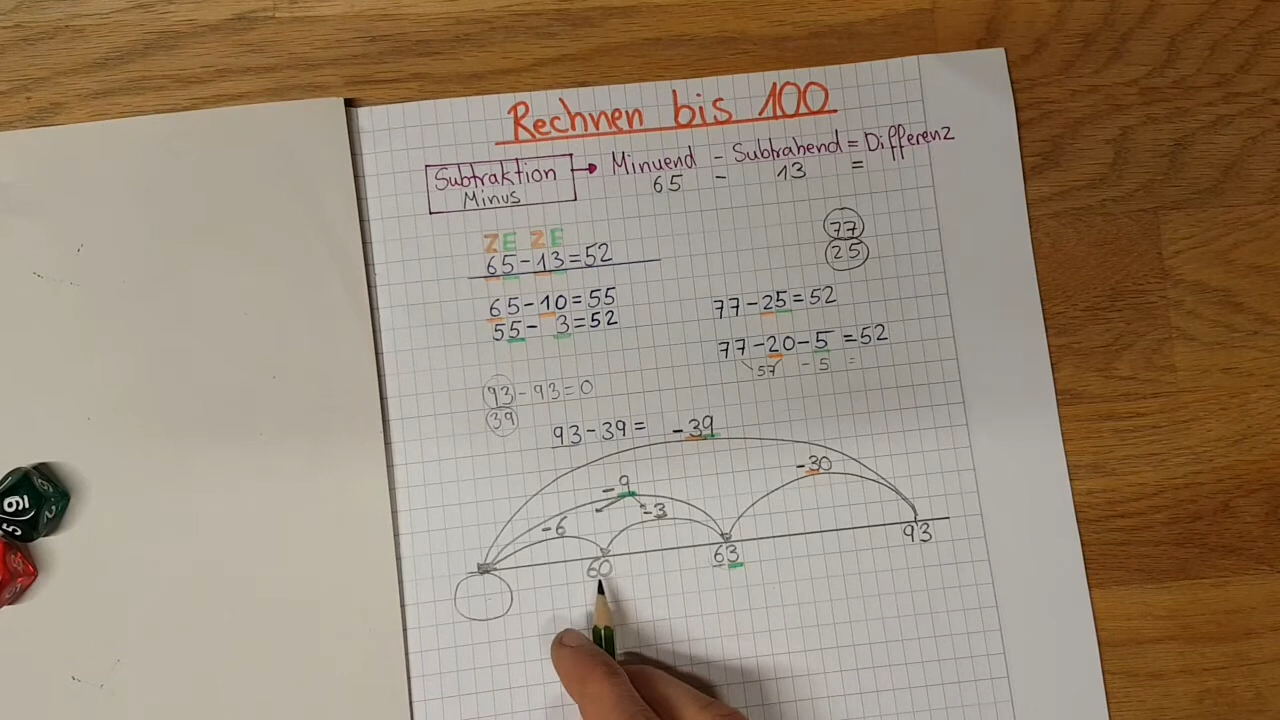 Rechnen bis 100
Subtraktion → Minuend - Subtrahend = Differenz
Minus 65 - 13 =
ZE ZE
65-13=52
65-10=55
55- 3=52
77
25
77-25=52
77-20-5=52
57 - 5 =
93-93=0
39
93-39= -39
-30
-9
-3
-6
60 63 93
9
5